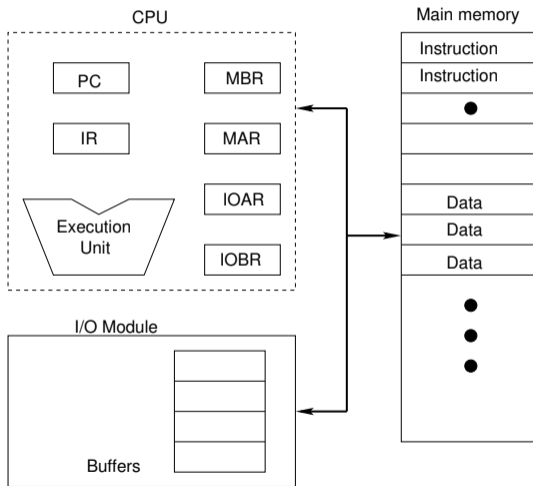 CPU
PC
MBR
IR
MAR
IOAR
Execution
Unit
IOBR
Main memory
Instruction
Instruction
Data
Data
Data
I/O Module
Buffers